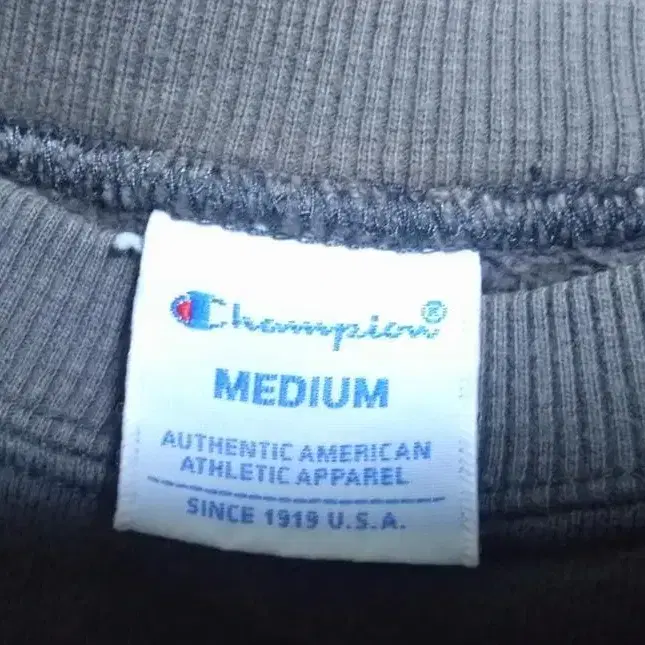 Champion®
MEDIUM
AUTHENTIC AMERICAN
ATHLETIC APPAREL
SINCE 1919 U.S.A.